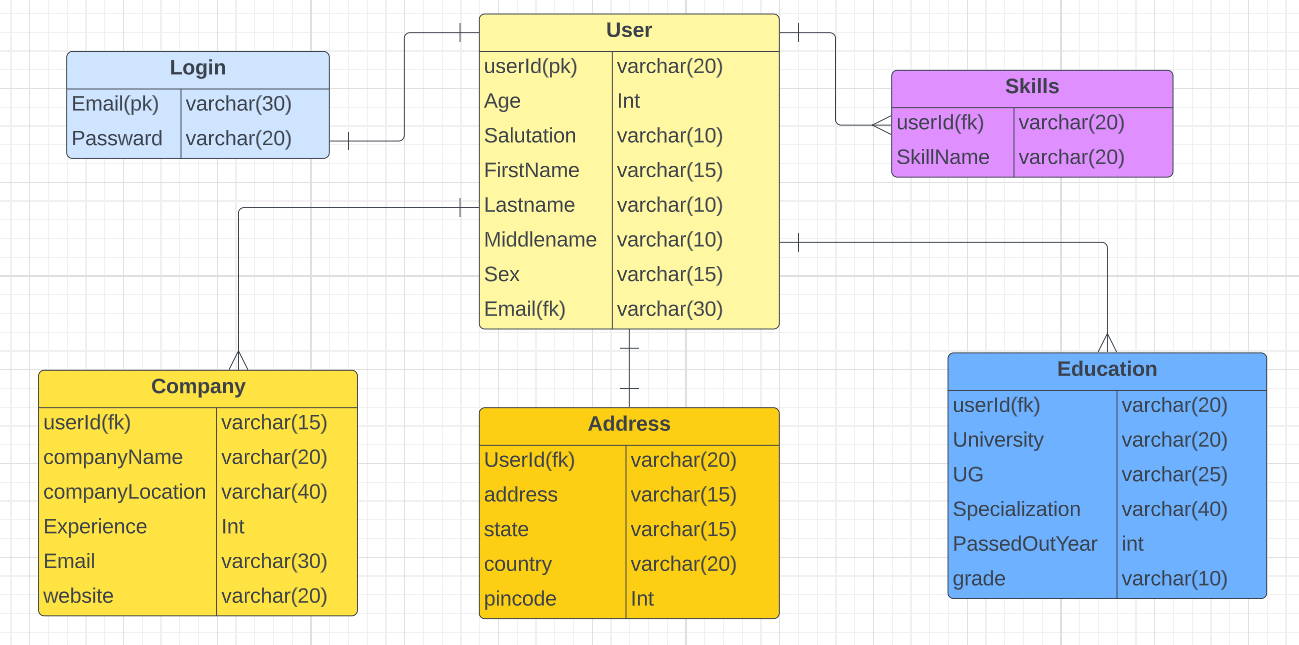 User
userId(pk) varchar(20)
Age Int
Salutation varchar(10)
FirstName varchar(15)
Lastname varchar(10)
Middlename varchar(10)
Sex varchar(15)
Email(fk) varchar(30)
Login
Email(pk) varchar(30)
Passward varchar(20)
Skills
userId(fk) varchar(20)
SkillName varchar(20)
Company
userId(fk) varchar(15)
companyName varchar(20)
companyLocation varchar(40)
Experience Int
Email varchar(30)
website varchar(20)
Address
UserId(fk) varchar(20)
address varchar(15)
state varchar(15)
country varchar(20)
pincode Int
Education
userId(fk) varchar(20)
University varchar(20)
UG varchar(25)
Specialization varchar(40)
PassedOutYear int
grade varchar(10)